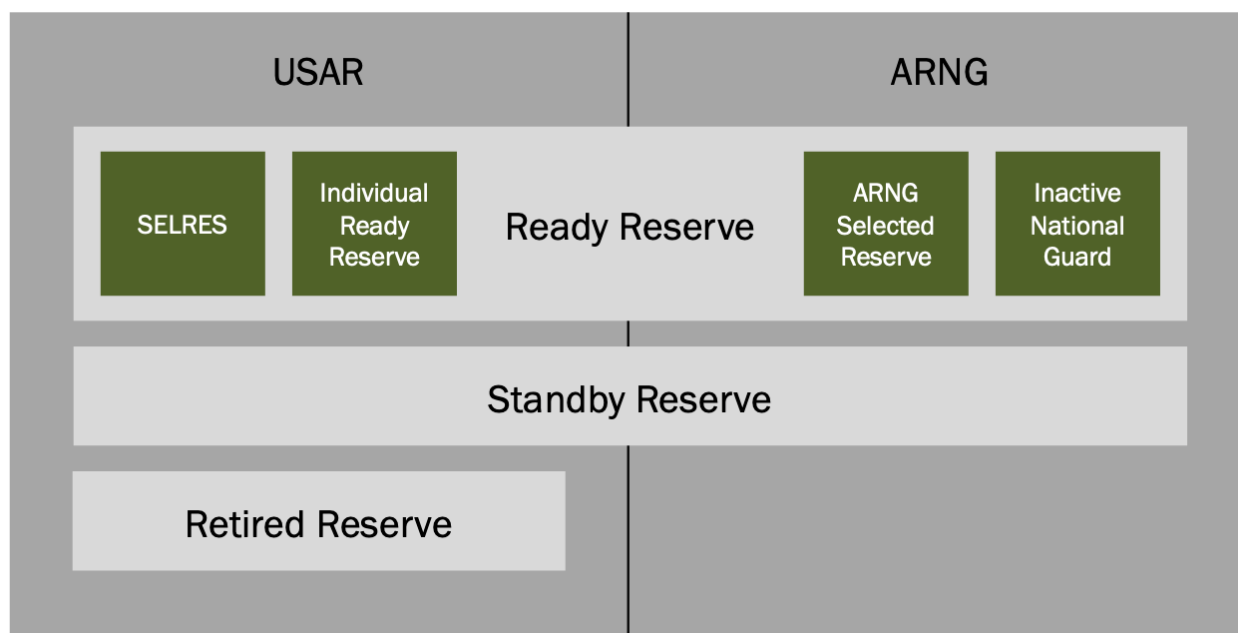 USAR
ARNG
SELRES
Individual
Ready
Reserve
Ready Reserve
ARNG
Selected
Reserve
Inactive
National
Guard
Standby Reserve
Retired Reserve